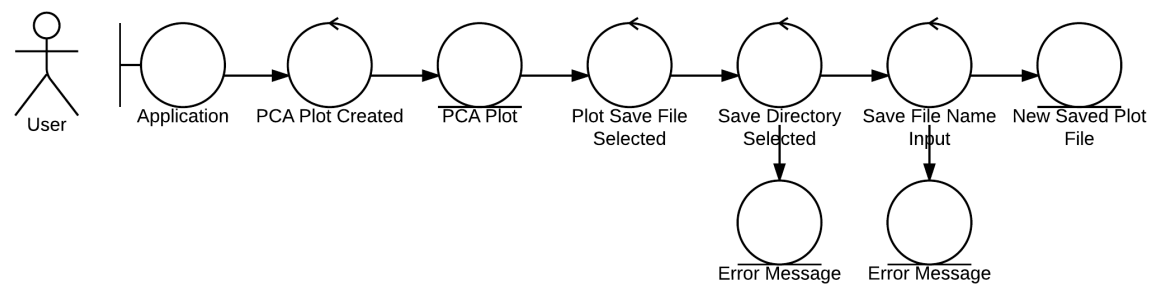 User
Application
PCA Plot Created
PCA Plot
Plot Save File
Selected
Save Directory
Selected
Save File Name
Input
New Saved Plot
File
Error Message
Error Message